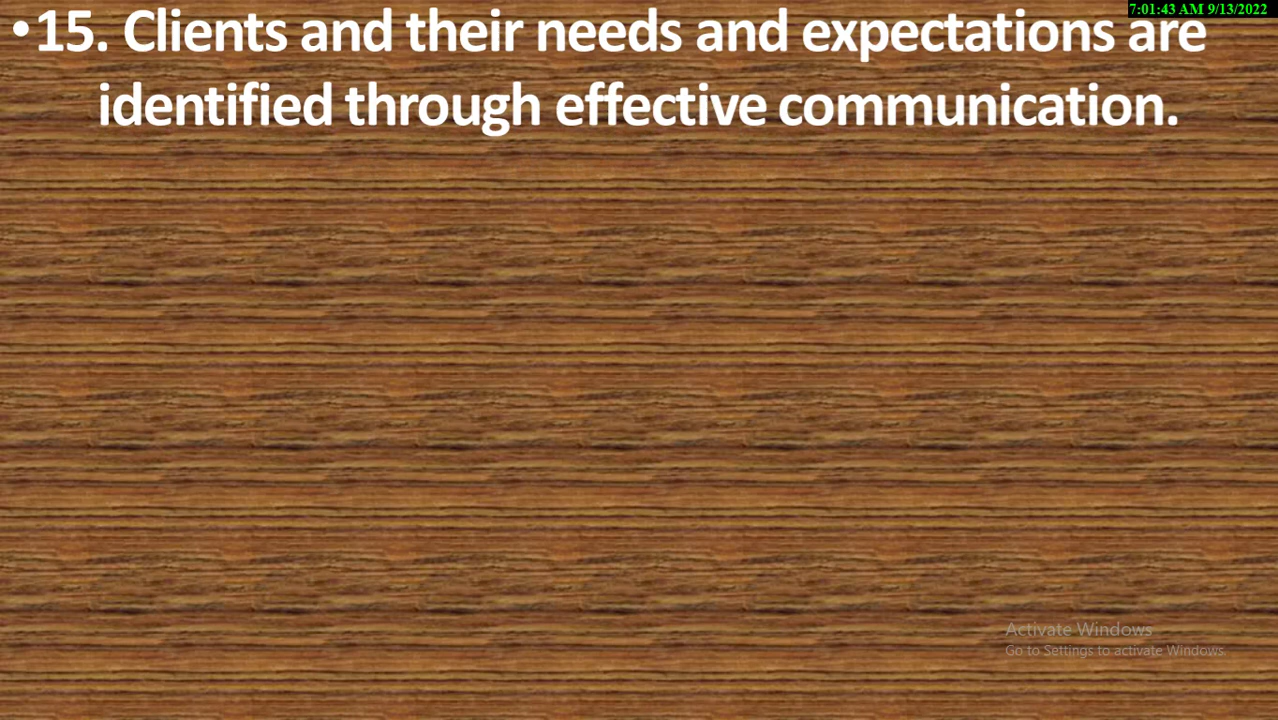 7:01:43 AM 9/13/2022
•15. Clients and their needs and expectations are
identified through effective communication.
Activate Windows
Go to Settings to activate Windows.